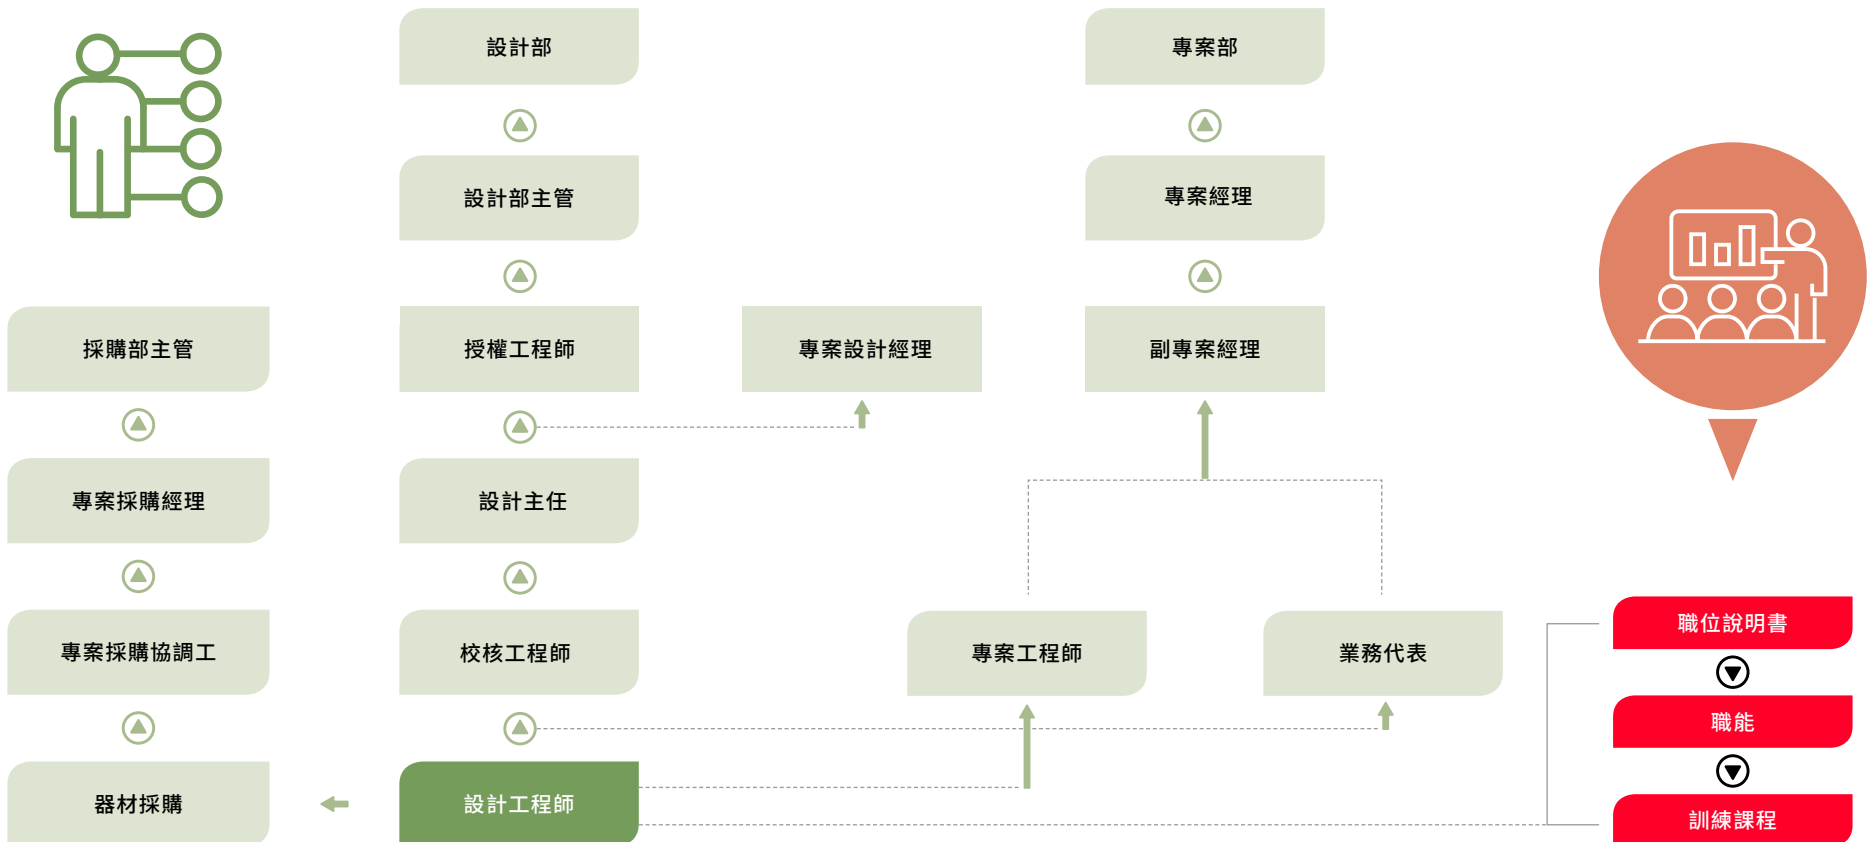 設計部
專案部
設計部主管
專案經理
採購部主管
授權工程師
專案設計經理
副專案經理
專案採購經理
設計主任
專案採購協調工
校核工程師
專案工程師
業務代表
職位說明書
職能
器材採購
設計工程師
訓練課程